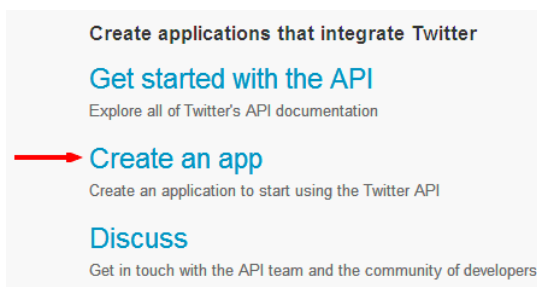 Create applications that integrate Twitter
Get started with the API
Explore all of Twitter's API documentation
Create an app
Create an application to start using the Twitter API
Discuss
Get in touch with the API team and the community of developers